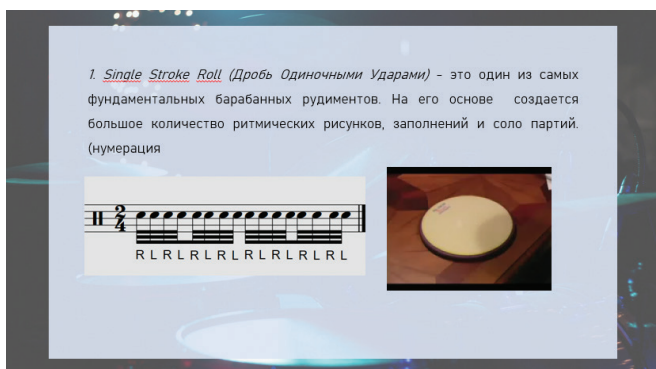 1. Single Stroke Roll (Дробь Одиночными Ударами) - это один из самых
фундаментальных барабанных рудиментов. На его основе создается
большое количество ритмических рисунков, заполнений и соло партий.
(нумерация
2
4
R L R L R L R L R L R L R L R L